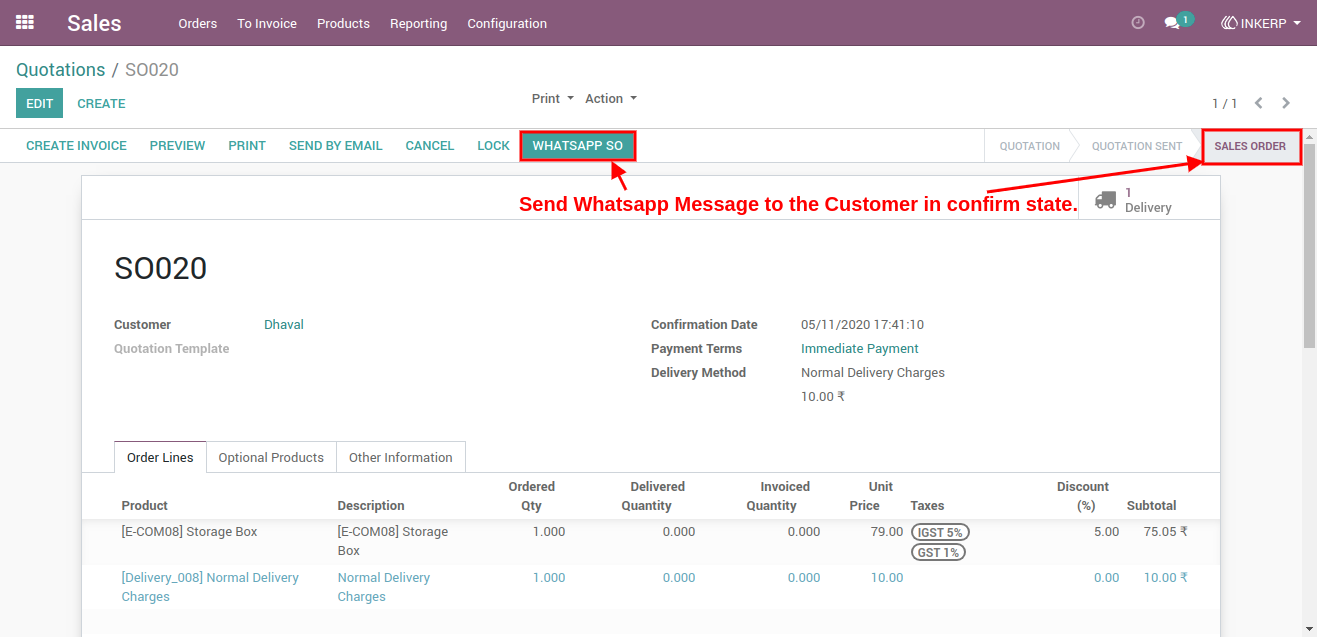 Sales Orders To Invoice Products Reporting Configuration 1 INKERP
Quotations / SO020
EDIT CREATE Print Action 1 / 1
CREATE INVOICE PREVIEW PRINT SEND BY EMAIL CANCEL LOCK WHATSAPP SO QUOTATION QUOTATION SENT SALES ORDER
Send Whatsapp Message to the Customer in confirm state.
1
Delivery
SO020
Customer Dhaval Confirmation Date 05/11/2020 17:41:10
Quotation Template Payment Terms Immediate Payment
Delivery Method Normal Delivery Charges
10.00 ₹
Order Lines Optional Products Other Information
Ordered Delivered Invoiced Unit Discount
Product Description Qty Quantity Quantity Price Taxes (%) Subtotal
[E-COM08] Storage Box [E-COM08] Storage 1.000 0.000 0.000 79.00 IGST 5% 5.00 75.05 ₹
Box GST 1%
[Delivery_008] Normal Delivery Normal Delivery 1.000 0.000 0.000 10.00 0.00 10.00 ₹
Charges Charges